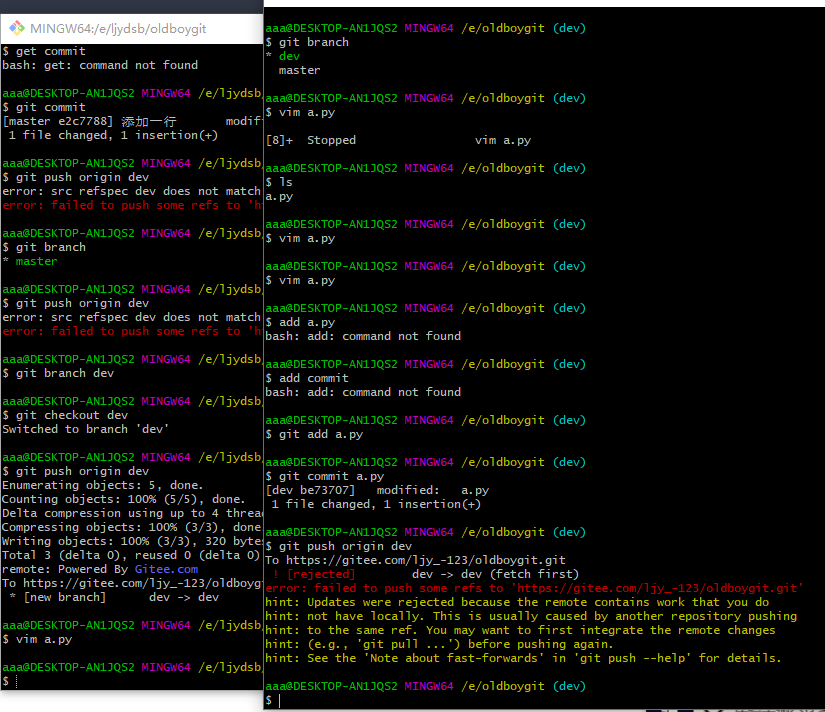 MINGW64:/e/ljydsb/oldboygit
$ get commit
bash: get: command not found
aaa@DESKTOP-AN1JQS2 MINGW64 /e/ljydsb/
$ git commit
[master e2c7788] 添加一行 modif
1 file changed, 1 insertion(+)
aaa@DESKTOP-AN1JQS2 MINGW64 /e/ljydsb/
$ git push origin dev
error: src refspec dev does not match
error: failed to push some refs to 'ht
aaa@DESKTOP-AN1JQS2 MINGW64 /e/ljydsb/
$ git branch
* master
aaa@DESKTOP-AN1JQS2 MINGW64 /e/ljydsb/
$ git push origin dev
error: src refspec dev does not match
error: failed to push some refs to 'ht
aaa@DESKTOP-AN1JQS2 MINGW64 /e/ljydsb/
$ git branch dev
aaa@DESKTOP-AN1JQS2 MINGW64 /e/ljydsb/
$ git checkout dev
Switched to branch 'dev'
aaa@DESKTOP-AN1JQS2 MINGW64 /e/ljydsb/
$ git push origin dev
Enumerating objects: 5, done.
Counting objects: 100% (5/5), done.
Delta compression using up to 4 thread
Compressing objects: 100% (3/3), done
Writing objects: 100% (3/3), 320 bytes
Total 3 (delta 0), reused 0 (delta 0)
remote: Powered By Gitee.com
To https://gitee.com/ljy_-123/oldboygi
* [new branch] dev -> dev
aaa@DESKTOP-AN1JQS2 MINGW64 /e/ljydsb/
$ vim a.py
aaa@DESKTOP-AN1JQS2 MINGW64 /e/ljydsb/
$
aaa@DESKTOP-AN1JQS2 MINGW64 /e/oldboygit (dev)
$ git branch
* dev
master
aaa@DESKTOP-AN1JQS2 MINGW64 /e/oldboygit (dev)
$ vim a.py
[8]+ Stopped vim a.py
aaa@DESKTOP-AN1JQS2 MINGW64 /e/oldboygit (dev)
$ ls
a.py
aaa@DESKTOP-AN1JQS2 MINGW64 /e/oldboygit (dev)
$ vim a.py
aaa@DESKTOP-AN1JQS2 MINGW64 /e/oldboygit (dev)
$ vim a.py
aaa@DESKTOP-AN1JQS2 MINGW64 /e/oldboygit (dev)
$ add a.py
bash: add: command not found
aaa@DESKTOP-AN1JQS2 MINGW64 /e/oldboygit (dev)
$ add commit
bash: add: command not found
aaa@DESKTOP-AN1JQS2 MINGW64 /e/oldboygit (dev)
$ git add a.py
aaa@DESKTOP-AN1JQS2 MINGW64 /e/oldboygit (dev)
$ git commit a.py
[dev be73707] modified: a.py
1 file changed, 1 insertion(+)
aaa@DESKTOP-AN1JQS2 MINGW64 /e/oldboygit (dev)
$ git push origin dev
To https://gitee.com/ljy_-123/oldboygit.git
! [rejected] dev -> dev (fetch first)
error: failed to push some refs to 'https://gitee.com/ljy_-123/oldboygit.git'
hint: Updates were rejected because the remote contains work that you do
hint: not have locally. This is usually caused by another repository pushing
hint: to the same ref. You may want to first integrate the remote changes
hint: (e.g., 'git pull ...') before pushing again.
hint: See the 'Note about fast-forwards' in 'git push --help' for details.
aaa@DESKTOP-AN1JQS2 MINGW64 /e/oldboygit (dev)
$